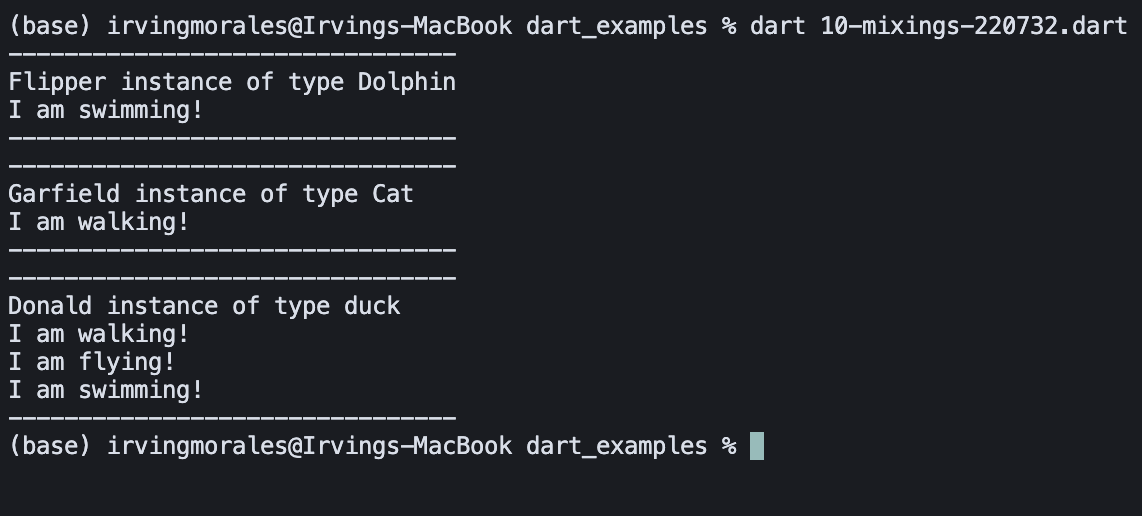 (base) irvingmorales@Irvings-MacBook dart_examples % dart 10-mixings-220732.dart
--------------------------------
Flipper instance of type Dolphin
I am swimming!
--------------------------------
--------------------------------
Garfield instance of type Cat
I am walking!
--------------------------------
--------------------------------
Donald instance of type duck
I am walking!
I am flying!
I am swimming!
--------------------------------
(base) irvingmorales@Irvings-MacBook dart_examples %